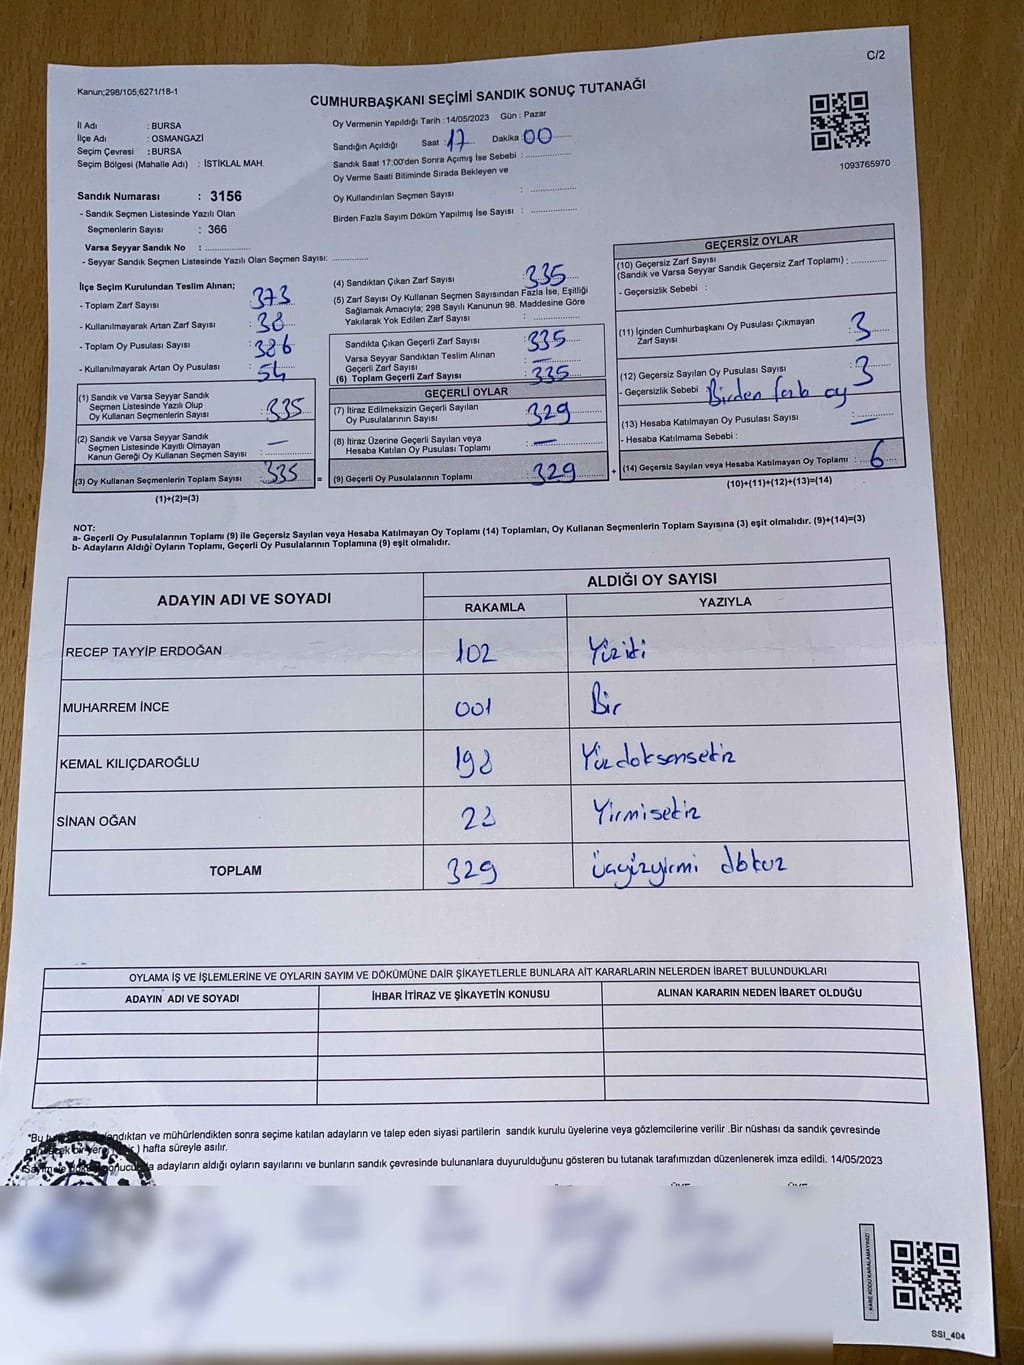 C/2
Kanun;298/105,6271/18-1
CUMHURBAŞKANI SEÇİMİ SANDIK SONUÇ TUTANAĞI
İl Adı : BURSA
İlçe Adı : OSMANGAZİ
Seçim Çevresi : BURSA
Seçim Bölgesi (Mahalle Adı) : İSTİKLAL MAH.
Sandık Numarası : 3156
- Sandık Seçmen Listesinde Yazılı Olan
Seçmenlerin Sayısı : 366
Varsa Seyyar Sandık No : ..............
- Seyyar Sandık Seçmen Listesinde Yazılı Olan Seçmen Sayısı: ............
Oy Vermenin Yapıldığı Tarih :14/05/2023 Gün : Pazar
Sandığın Açıldığı Saat : 17 Dakika 00
Sandık Saat 17:00'den Sonra Açımış İse Sebebi : ..............
Oy Verme Saati Bitiminde Sırada Bekleyen ve
Oy Kullandırılan Seçmen Sayısı : ..............
Birden Fazla Sayım Döküm Yapılmış İse Sayısı : ..............
1093765970
İlçe Seçim Kurulundan Teslim Alınan;
- Toplam Zarf Sayısı : 373
- Kullanılmayarak Artan Zarf Sayısı : 38
- Toplam Oy Pusulası Sayısı : 386
- Kullanılmayarak Artan Oy Pusulası : 54
(1) Sandık ve Varsa Seyyar Sandık
Seçmen Listesinde Yazılı Olup
Oy Kullanan Seçmenlerin Sayısı : 335
(2) Sandık ve Varsa Seyyar Sandık
Seçmen Listesinde Kayıtlı Olmayan
Kanun Gereği Oy Kullanan Seçmen Sayısı : —
(3) Oy Kullanan Seçmenlerin Toplam Sayısı : 335 =
(1)+(2)=(3)
(4) Sandıktan Çıkan Zarf Sayısı : 335
(5) Zarf Sayısı Oy Kullanan Seçmen Sayısından Fazla İse, Eşitliği
Sağlamak Amacıyla; 298 Sayılı Kanunun 98. Maddesine Göre
Yakılarak Yok Edilen Zarf Sayısı : ..............
Sandıkta Çıkan Geçerli Zarf Sayısı : 335
Varsa Seyyar Sandıktan Teslim Alınan
Geçerli Zarf Sayısı : —
(6) Toplam Geçerli Zarf Sayısı : 335
GEÇERLİ OYLAR
(7) İtiraz Edilmeksizin Geçerli Sayılan
Oy Pusulalarının Sayısı : 329
(8) İtiraz Üzerine Geçerli Sayılan veya
Hesaba Katılan Oy Pusulası Toplamı : —
(9) Geçerli Oy Pusulalarının Toplamı : 329 +
GEÇERSİZ OYLAR
(10) Geçersiz Zarf Sayısı
(Sandık ve Varsa Seyyar Sandık Geçersiz Zarf Toplamı) : ..............
- Geçersizlik Sebebi :
(11) İçinden Cumhurbaşkanı Oy Pusulası Çıkmayan
Zarf Sayısı : 3
(12) Geçersiz Sayılan Oy Pusulası Sayısı : 3
- Geçersizlik Sebebi : Birden fazla oy
(13) Hesaba Katılmayan Oy Pusulası Sayısı : —
- Hesaba Katılmama Sebebi :
(14) Geçersiz Sayılan veya Hesaba Katılmayan Oy Toplamı : 6
(10)+(11)+(12)+(13)=(14)
NOT:
a- Geçerli Oy Pusulalarının Toplamı (9) ile Geçersiz Sayılan veya Hesaba Katılmayan Oy Toplamı (14) Toplamları, Oy Kullanan Seçmenlerin Toplam Sayısına (3) eşit olmalıdır. (9)+(14)=(3)
b- Adayların Aldığı Oyların Toplamı, Geçerli Oy Pusulalarının Toplamına (9) eşit olmalıdır.
ADAYIN ADI VE SOYADI ALDIĞI OY SAYISI
RAKAMLA YAZIYLA
RECEP TAYYİP ERDOĞAN 102 Yüziki
MUHARREM İNCE 001 Bir
KEMAL KILIÇDAROĞLU 198 Yüzdoksansekiz
SİNAN OĞAN 28 Yirmisekiz
TOPLAM 329 Üçyüzyirmi dokuz
OYLAMA İŞ VE İŞLEMLERİNE VE OYLARIN SAYIM VE DÖKÜMÜNE DAİR ŞİKAYETLERLE BUNLARA AİT KARARLARIN NELERDEN İBARET BULUNDUKLARI
ADAYIN ADI VE SOYADI İHBAR İTİRAZ VE ŞİKAYETİN KONUSU ALINAN KARARIN NEDEN İBARET OLDUĞU
*Bu landıktan ve mühürlendikten sonra seçime katılan adayların ve talep eden siyasi partilerin sandık kurulu üyelerine veya gözlemcilerine verilir .Bir nüshası da sandık çevresinde
bir yere ) hafta süreyle asılır.
adayların aldığı oyların sayılarını ve bunların sandık çevresinde bulunanlara duyurulduğunu gösteren bu tutanak tarafımızdan düzenlenerek imza edildi. 14/05/2023
KARE KODU KARALAMAYINIZ!
SSI_404